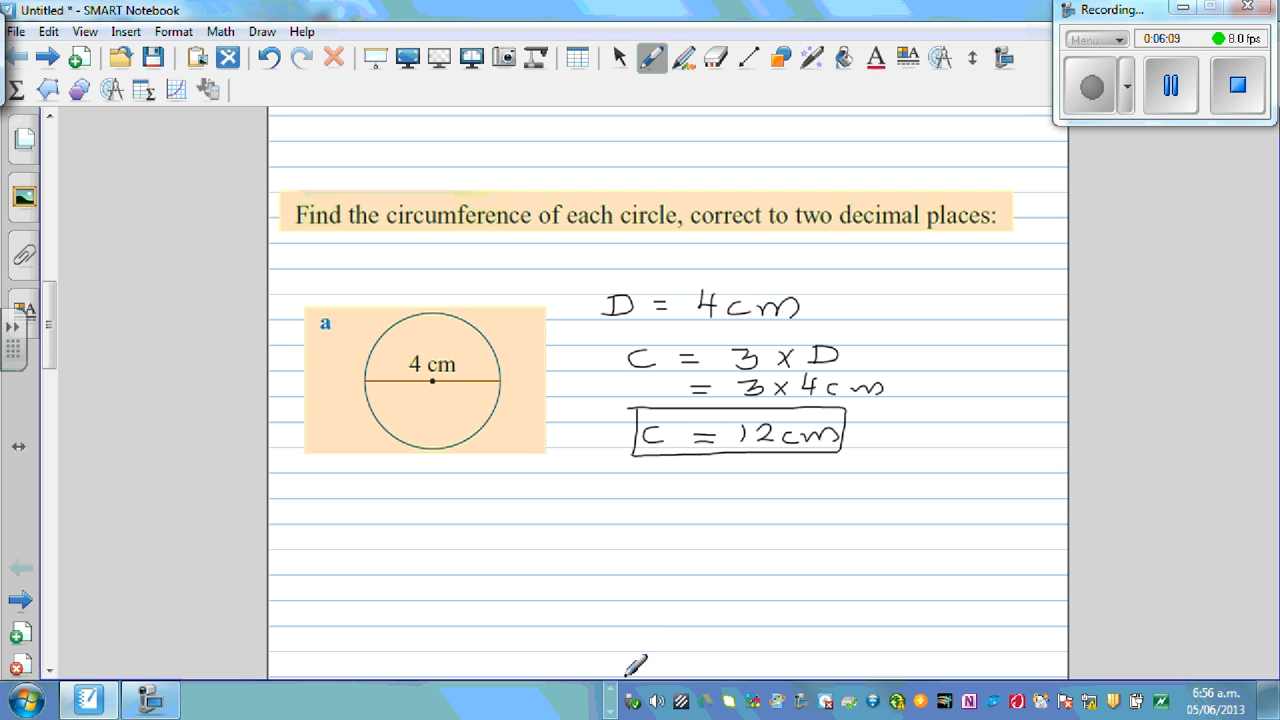 Untitled * - SMART Notebook
File Edit View Insert Format Math Draw Help
Recording...
Menu
0:06:09
8.0 fps
Find the circumference of each circle, correct to two decimal places:
a
4 cm
D = 4cm
C = 3 × D
= 3 × 4cm
C = 12cm
6:56 a.m.
05/06/2013